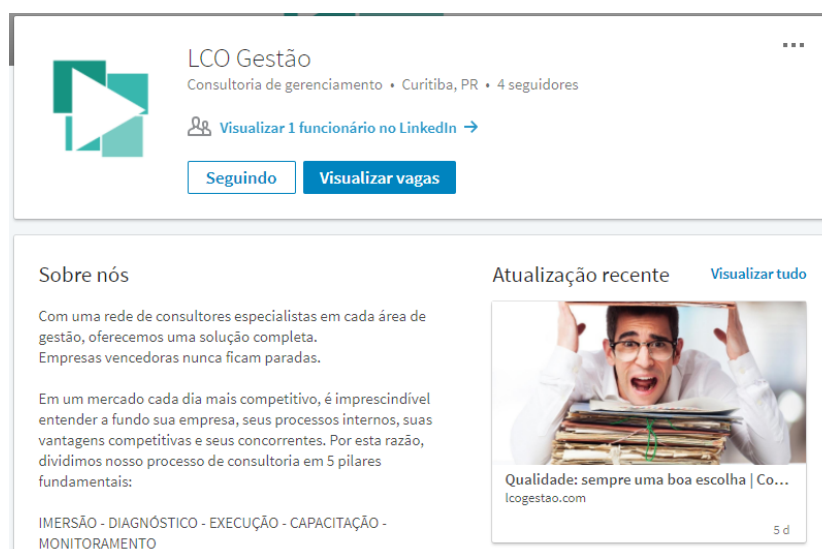 LCO Gestão
Consultoria de gerenciamento • Curitiba, PR • 4 seguidores
Visualizar 1 funcionário no LinkedIn →
Seguindo
Visualizar vagas
Sobre nós
Com uma rede de consultores especialistas em cada área de
gestão, oferecemos uma solução completa.
Empresas vencedoras nunca ficam paradas.
Em um mercado cada dia mais competitivo, é imprescindível
entender a fundo sua empresa, seus processos internos, suas
vantagens competitivas e seus concorrentes. Por esta razão,
dividimos nosso processo de consultoria em 5 pilares
fundamentais:
IMERSÃO - DIAGNÓSTICO - EXECUÇÃO - CAPACITAÇÃO -
MONITORAMENTO
Atualização recente
Visualizar tudo
Qualidade: sempre uma boa escolha | Co...
lcogestao.com
5 d